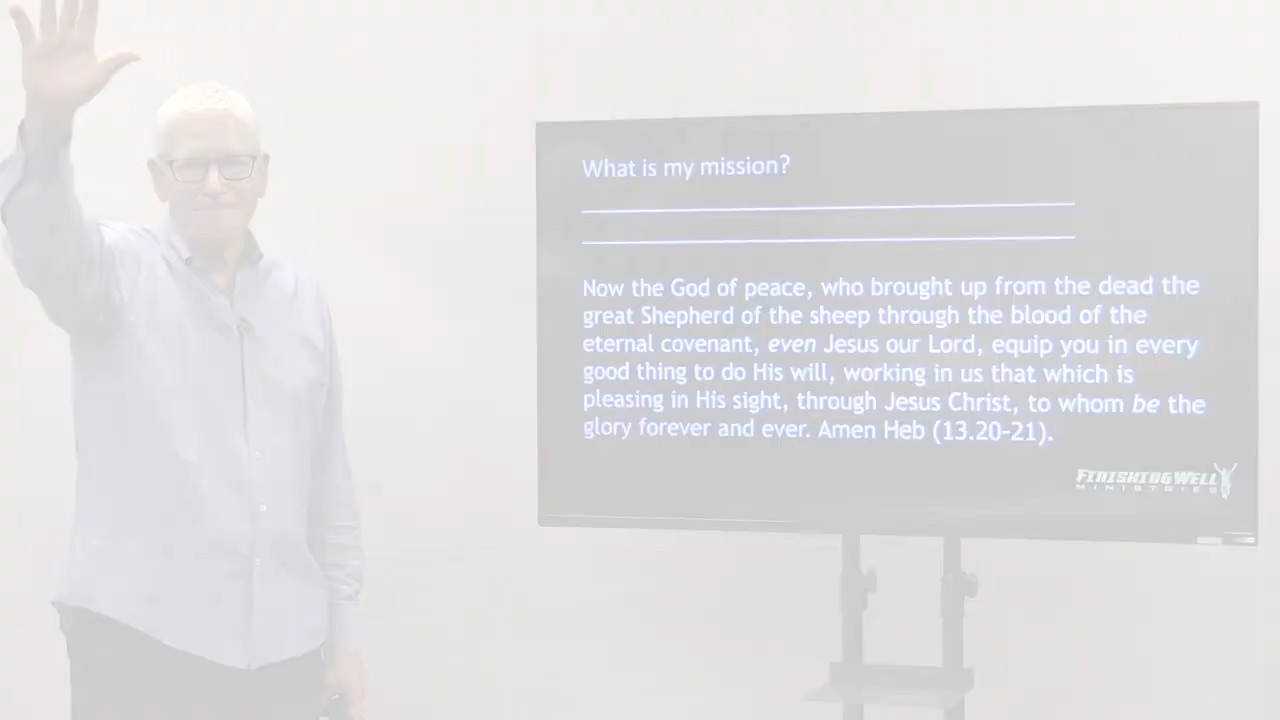 What is my mission?
Now the God of peace, who brought up from the dead the
great Shepherd of the sheep through the blood of the
eternal covenant, even Jesus our Lord, equip you in every
good thing to do His will, working in us that which is
pleasing in His sight, through Jesus Christ, to whom be the
glory forever and ever. Amen Heb (13.20-21).
FINISHING WELL
MINISTRIES